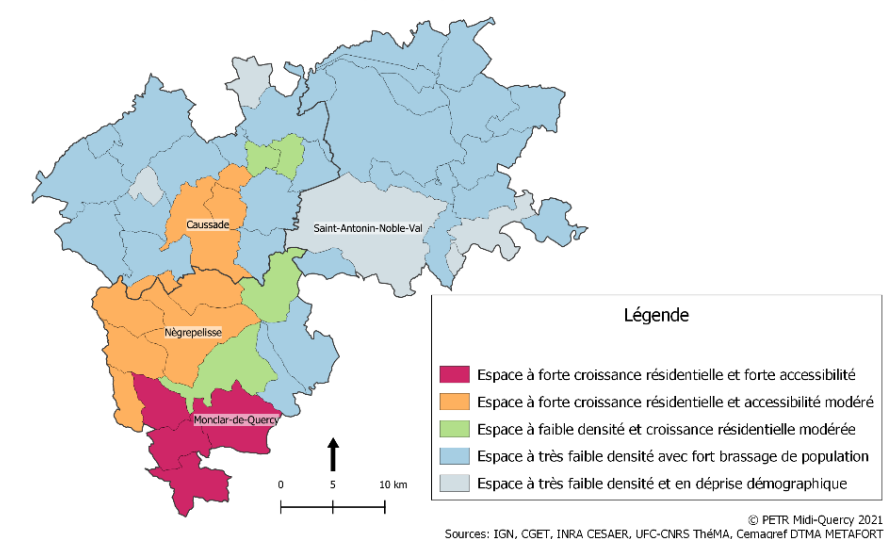 Caussade
Saint-Antonin-Noble-Val
Nègrepelisse
Monclar-de-Quercy
0 5 10 km
Légende
Espace à forte croissance résidentielle et forte accessibilité
Espace à forte croissance résidentielle et accessibilité modéré
Espace à faible densité et croissance résidentielle modérée
Espace à très faible densité avec fort brassage de population
Espace à très faible densité et en déprise démographique
© PETR Midi-Quercy 2021
Sources: IGN, CGET, INRA CESAER, UFC-CNRS ThéMA, Cemagref DTMA METAFORT